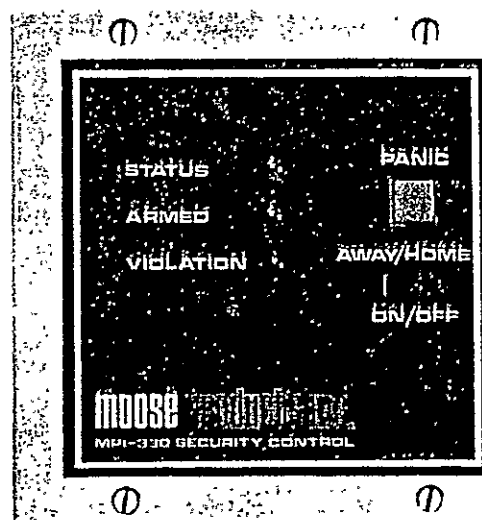 STATUS
ARMED
VIOLATION
PANIC
AWAY/HOME
ON/OFF
moose
MPI-330 SECURITY CONTROL